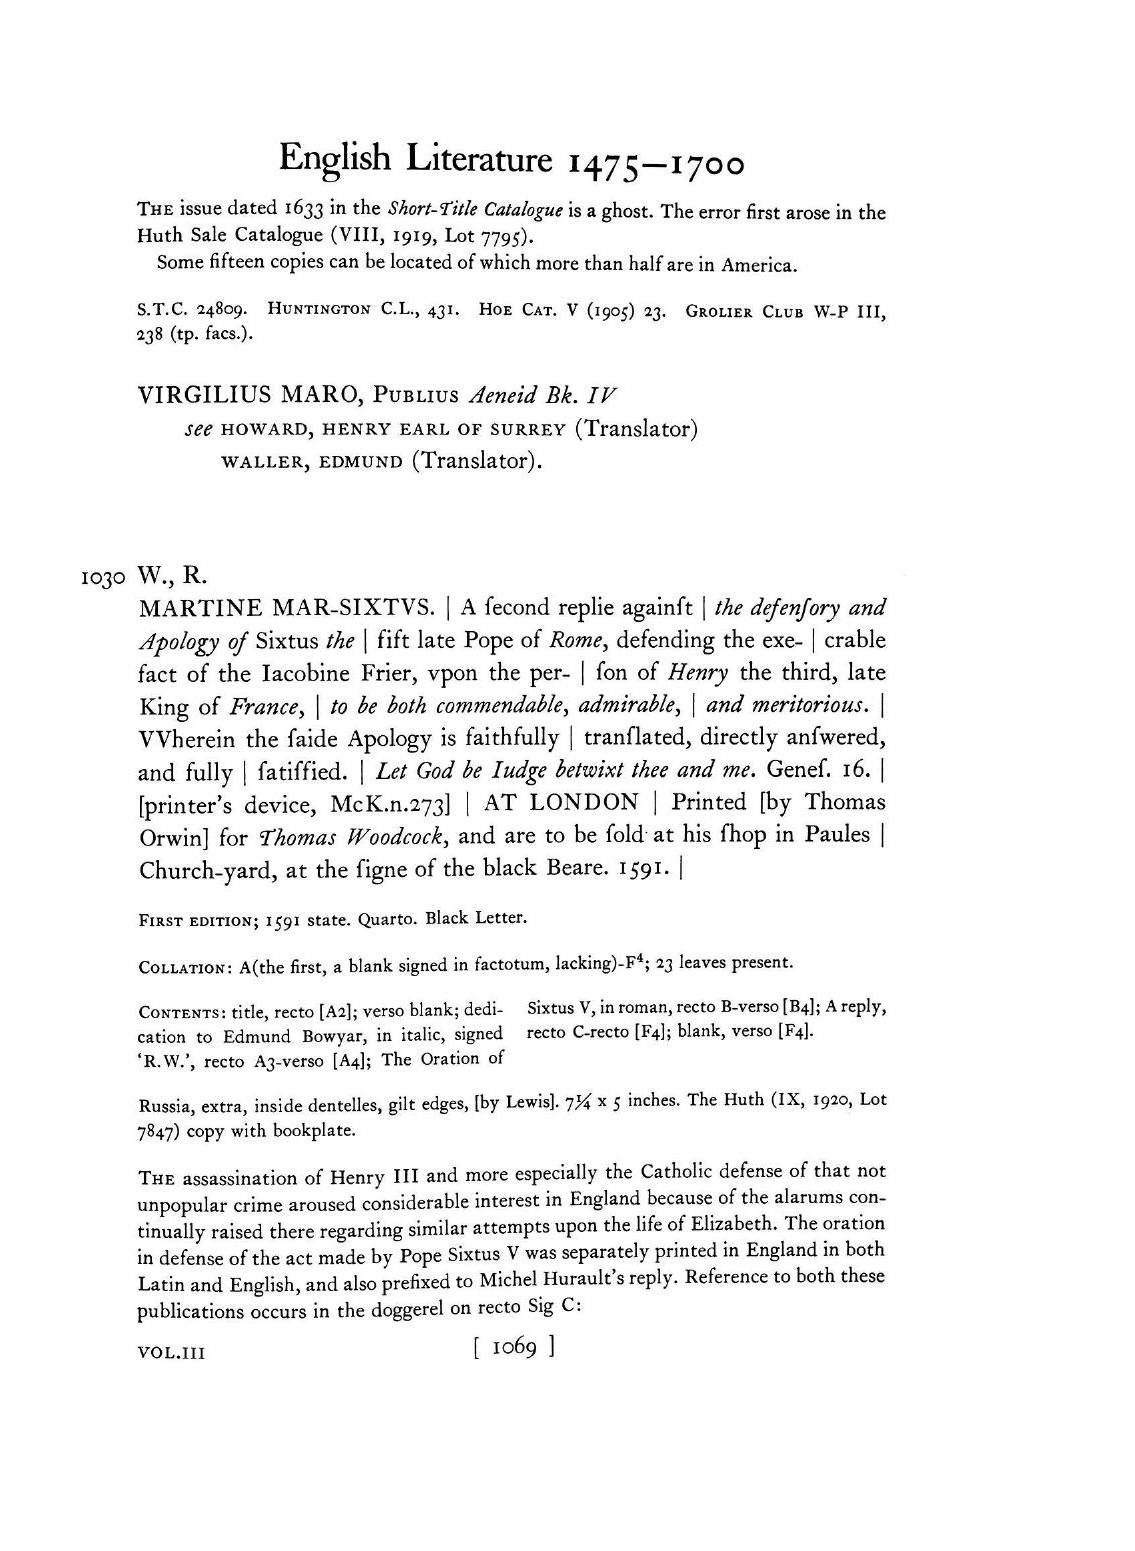 English Literature 1475—1700
THE issue dated 1633 in the Short-Title Catalogue is a ghost. The error first arose in the
Huth Sale Catalogue (VIII, 1919, Lot 7795).
Some fifteen copies can be located of which more than half are in America.
S.T.C. 24809. HUNTINGTON C.L., 431. HOE CAT. V (1905) 23. GROLIER CLUB W-P III,
238 (tp. facs.).
VIRGILIUS MARO, PUBLIUS Aeneid Bk. IV
see HOWARD, HENRY EARL OF SURREY (Translator)
WALLER, EDMUND (Translator).
1030 W., R.
MARTINE MAR-SIXTVS. | A ſecond replie againſt | the defenſory and
Apology of Sixtus the | fift late Pope of Rome, defending the exe- | crable
fact of the Iacobine Frier, vpon the per- | ſon of Henry the third, late
King of France, | to be both commendable, admirable, | and meritorious. |
VVherein the ſaide Apology is faithfully | tranſlated, directly anſwered,
and fully | ſatiſfied. | Let God be Iudge betwixt thee and me. Geneſ. 16. |
[printer's device, McK.n.273] | AT LONDON | Printed [by Thomas
Orwin] for Thomas Woodcock, and are to be ſold at his ſhop in Paules |
Church-yard, at the ſigne of the black Beare. 1591. |
FIRST EDITION; 1591 state. Quarto. Black Letter.
COLLATION: A(the first, a blank signed in factotum, lacking)-F⁴; 23 leaves present.
CONTENTS: title, recto [A2]; verso blank; dedi-
cation to Edmund Bowyar, in italic, signed
'R.W.', recto A3-verso [A4]; The Oration of
Sixtus V, in roman, recto B-verso [B4]; A reply,
recto C-recto [F4]; blank, verso [F4].
Russia, extra, inside dentelles, gilt edges, [by Lewis]. 7¼ x 5 inches. The Huth (IX, 1920, Lot
7847) copy with bookplate.
THE assassination of Henry III and more especially the Catholic defense of that not
unpopular crime aroused considerable interest in England because of the alarums con-
tinually raised there regarding similar attempts upon the life of Elizabeth. The oration
in defense of the act made by Pope Sixtus V was separately printed in England in both
Latin and English, and also prefixed to Michel Hurault's reply. Reference to both these
publications occurs in the doggerel on recto Sig C:
VOL.III [ 1069 ]